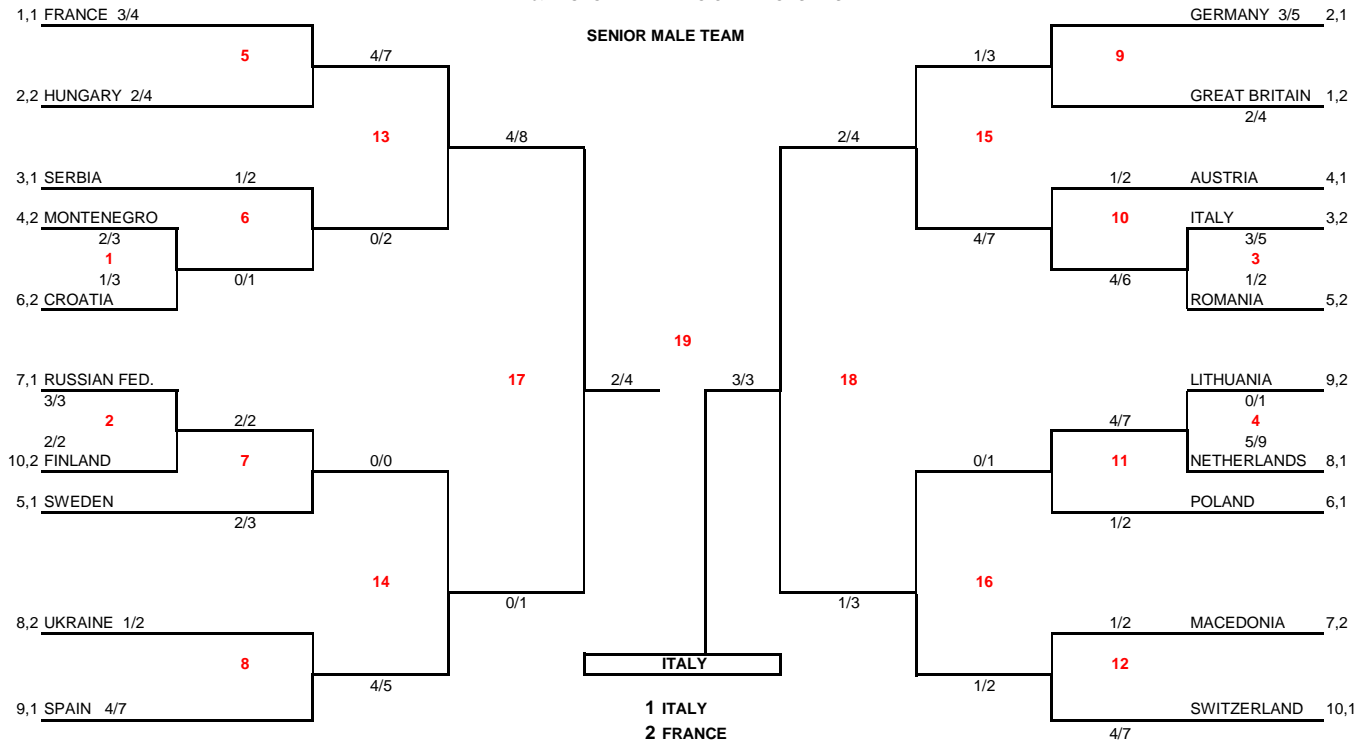 SENIOR MALE TEAM
1,1 FRANCE 3/4
5
4/7
2,2 HUNGARY 2/4
13
4/8
3,1 SERBIA 1/2
4,2 MONTENEGRO
6
2/3
0/2
1
1/3
0/1
6,2 CROATIA
7,1 RUSSIAN FED.
17
2/4
3/3
2
2/2
2/2
10,2 FINLAND
7
0/0
5,1 SWEDEN
2/3
14
0/1
8,2 UKRAINE 1/2
8
4/5
9,1 SPAIN 4/7
19
3/3
GERMANY 3/5 2,1
1/3
9
GREAT BRITAIN 1,2
2/4
2/4
15
1/2 AUSTRIA 4,1
10
ITALY 3,2
4/7
3/5
3
4/6
1/2
ROMANIA 5,2
18
LITHUANIA 9,2
0/1
4/7
4
5/9
0/1
11
NETHERLANDS 8,1
POLAND 6,1
1/2
16
1/3
1/2 MACEDONIA 7,2
12
1/2
SWITZERLAND 10,1
4/7
ITALY
1 ITALY
2 FRANCE